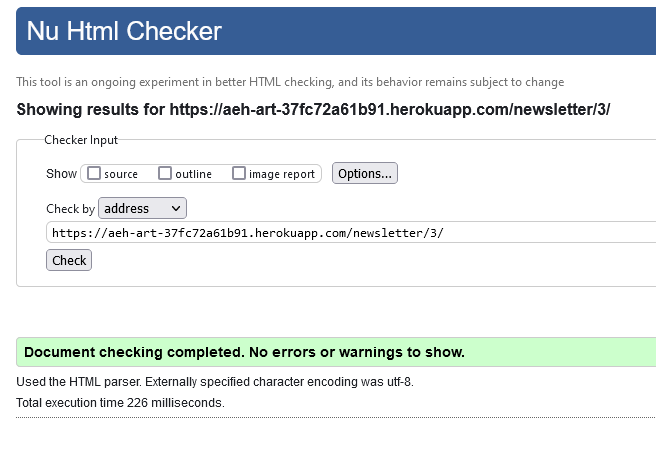 Nu Html Checker
This tool is an ongoing experiment in better HTML checking, and its behavior remains subject to change
Showing results for https://aeh-art-37fc72a61b91.herokuapp.com/newsletter/3/
Checker Input
Show source outline image report Options...
Check by address
https://aeh-art-37fc72a61b91.herokuapp.com/newsletter/3/
Check
Document checking completed. No errors or warnings to show.
Used the HTML parser. Externally specified character encoding was utf-8.
Total execution time 226 milliseconds.